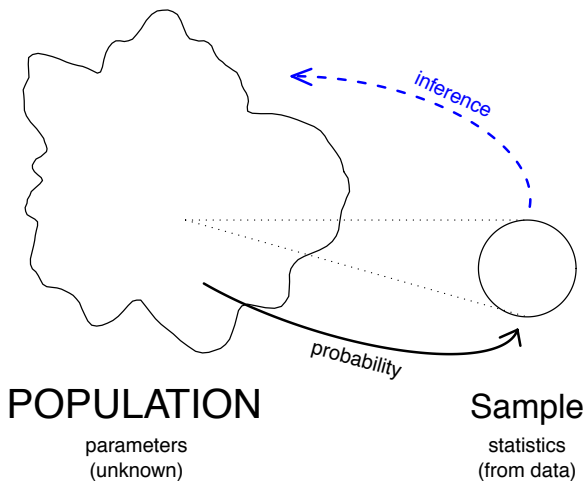 inference
probability
POPULATION
parameters
(unknown)
Sample
statistics
(from data)